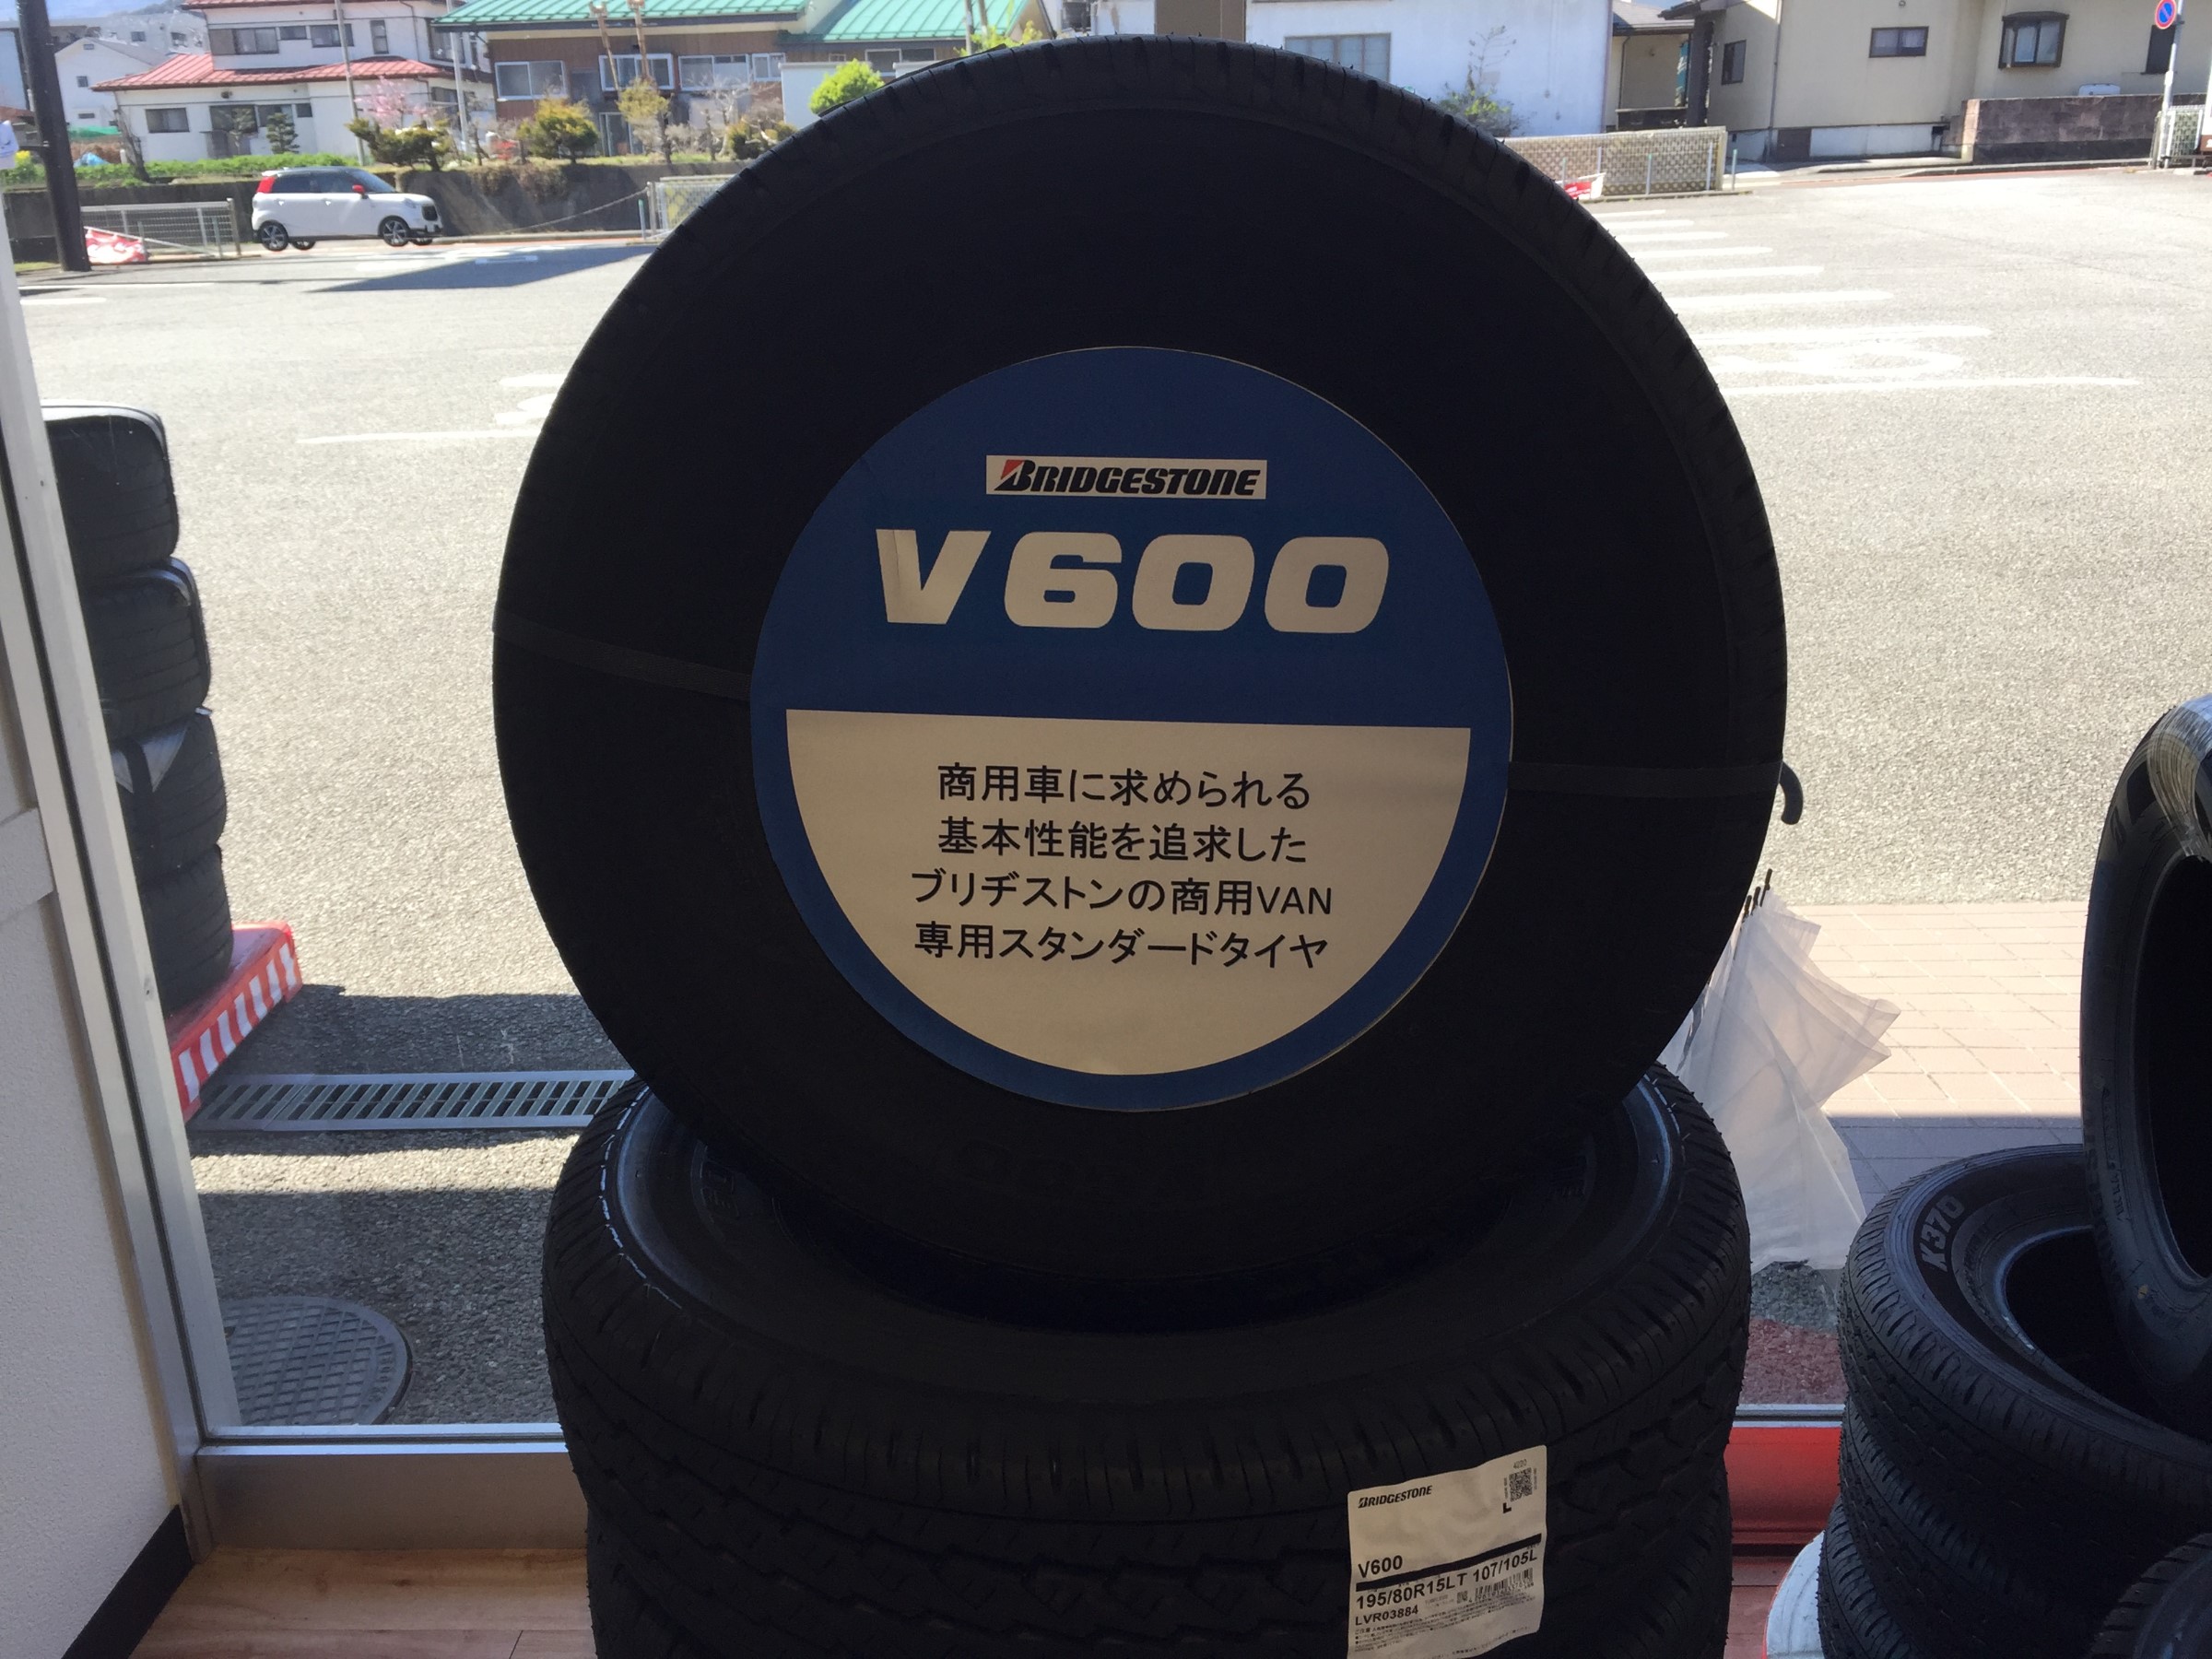 BRIDGESTONE
V600
商用車に求められる
基本性能を追求した
ブリヂストンの商用VAN
専用スタンダードタイヤ
K370
BRIDGESTONE
L
V600
195/80R15LT 107/105L
LVR03884